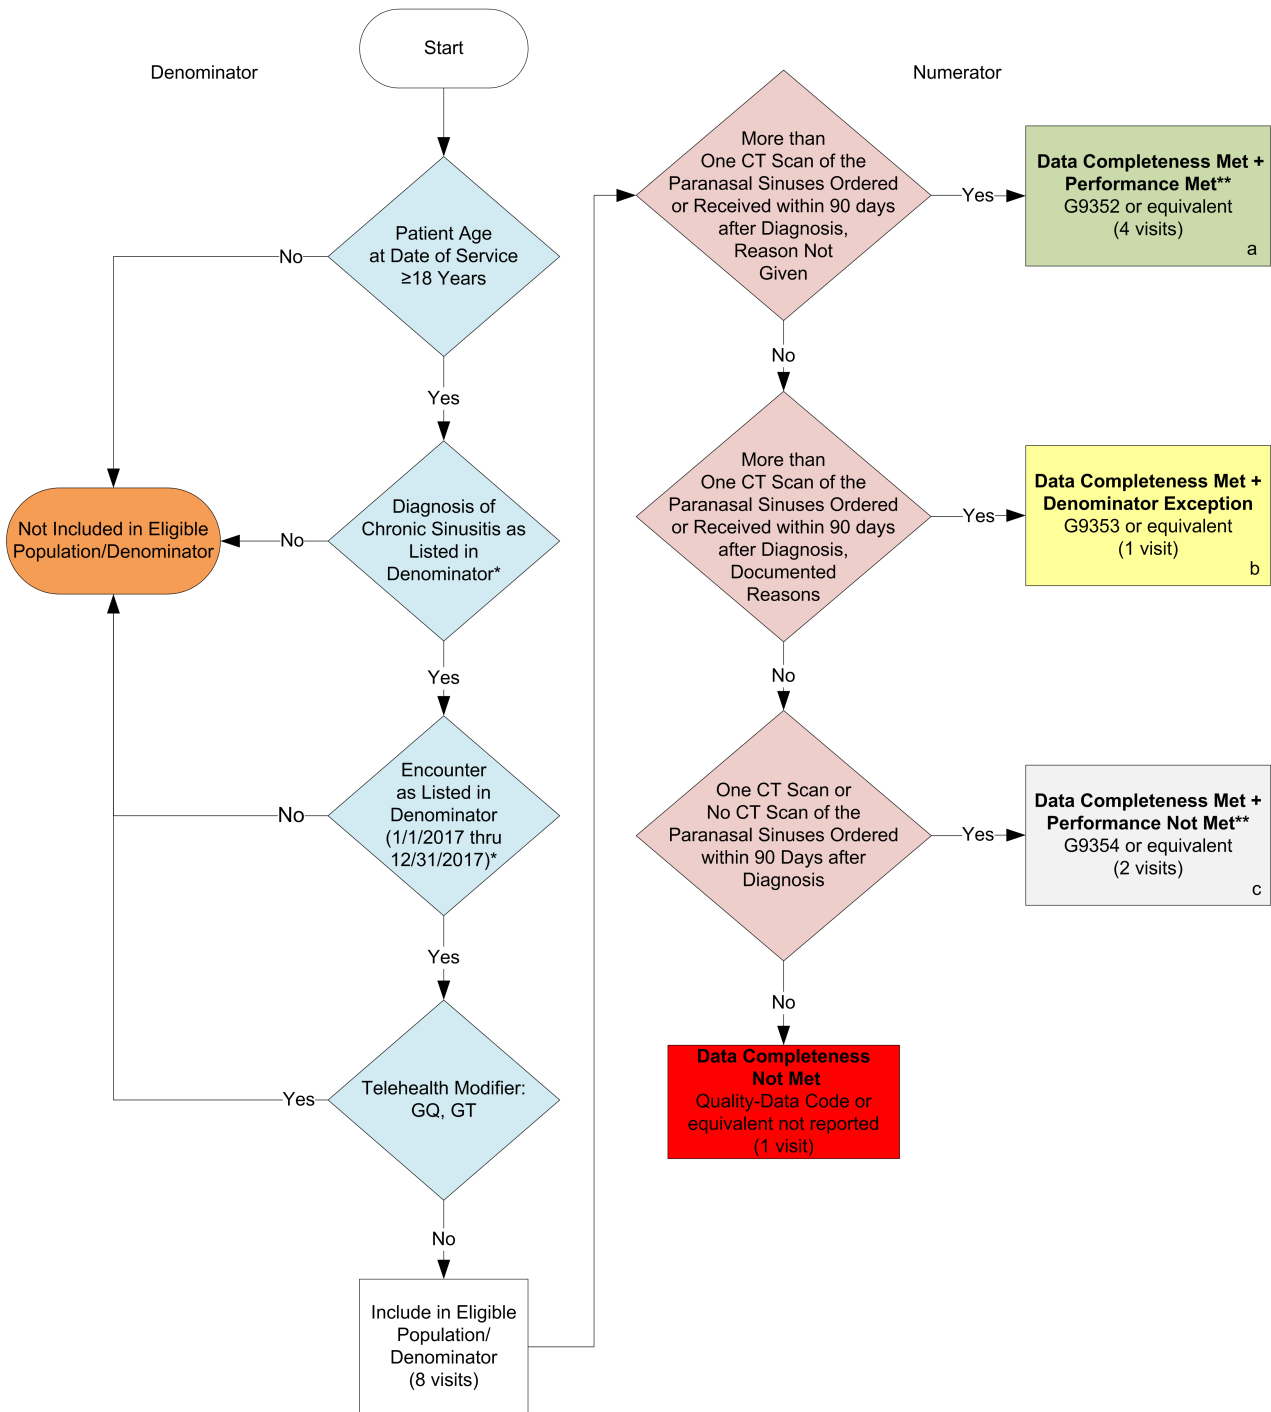 Start
Denominator
Patient Age
at Date of Service
≥18 Years
No
Yes
Diagnosis of
Chronic Sinusitis as
Listed in
Denominator*
No
Not Included in Eligible
Population/Denominator
Yes
Encounter
as Listed in
Denominator
(1/1/2017 thru
12/31/2017)*
No
Yes
Telehealth Modifier:
GQ, GT
Yes
No
Include in Eligible
Population/
Denominator
(8 visits)
Numerator
More than
One CT Scan of the
Paranasal Sinuses Ordered
or Received within 90 days
after Diagnosis,
Reason Not
Given
Yes
Data Completeness Met +
Performance Met**
G9352 or equivalent
(4 visits)
a
No
More than
One CT Scan of the
Paranasal Sinuses Ordered
or Received within 90 days
after Diagnosis,
Documented
Reasons
Yes
Data Completeness Met +
Denominator Exception
G9353 or equivalent
(1 visit)
b
No
One CT Scan or
No CT Scan of the
Paranasal Sinuses Ordered
within 90 Days after
Diagnosis
Yes
Data Completeness Met +
Performance Not Met**
G9354 or equivalent
(2 visits)
c
No
Data Completeness
Not Met
Quality-Data Code or
equivalent not reported
(1 visit)